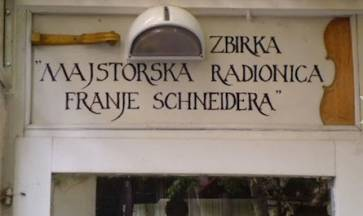 ZBIRKA
"MAJSTORSKA RADIONICA
FRANJE SCHNEIDERA"